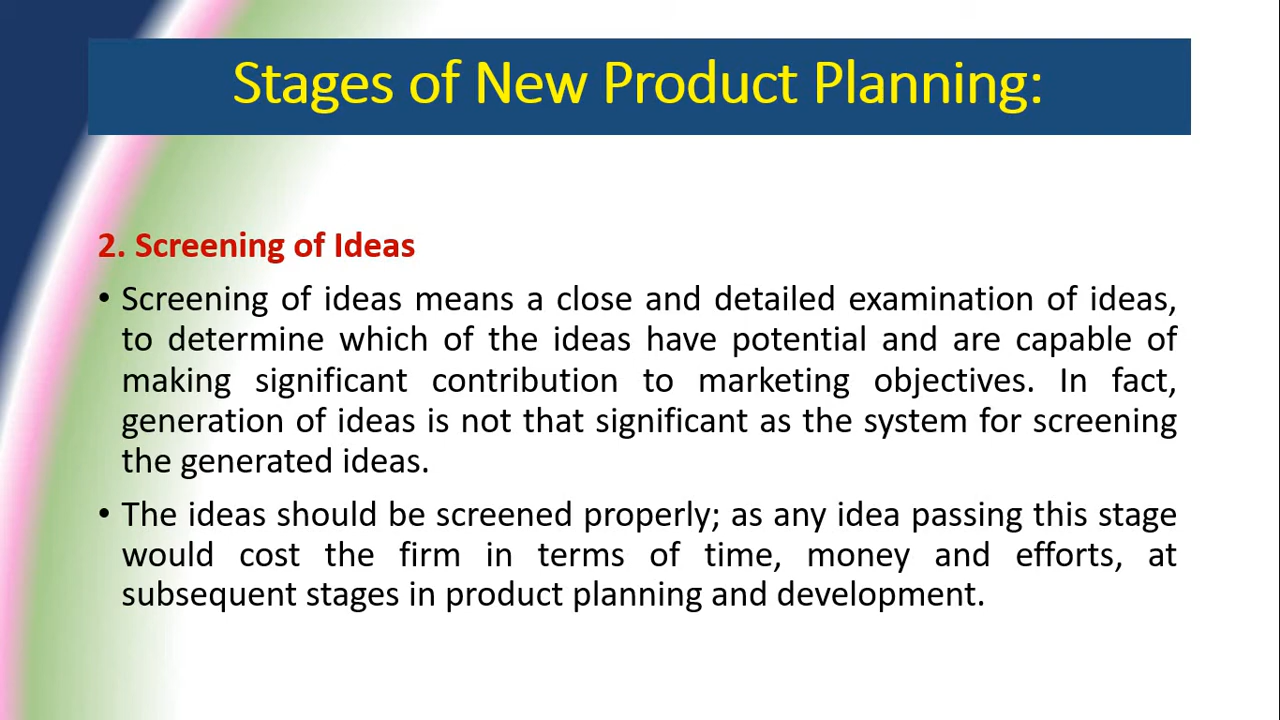 Stages of New Product Planning:
2. Screening of Ideas
• Screening of ideas means a close and detailed examination of ideas,
to determine which of the ideas have potential and are capable of
making significant contribution to marketing objectives. In fact,
generation of ideas is not that significant as the system for screening
the generated ideas.
• The ideas should be screened properly; as any idea passing this stage
would cost the firm in terms of time, money and efforts, at
subsequent stages in product planning and development.